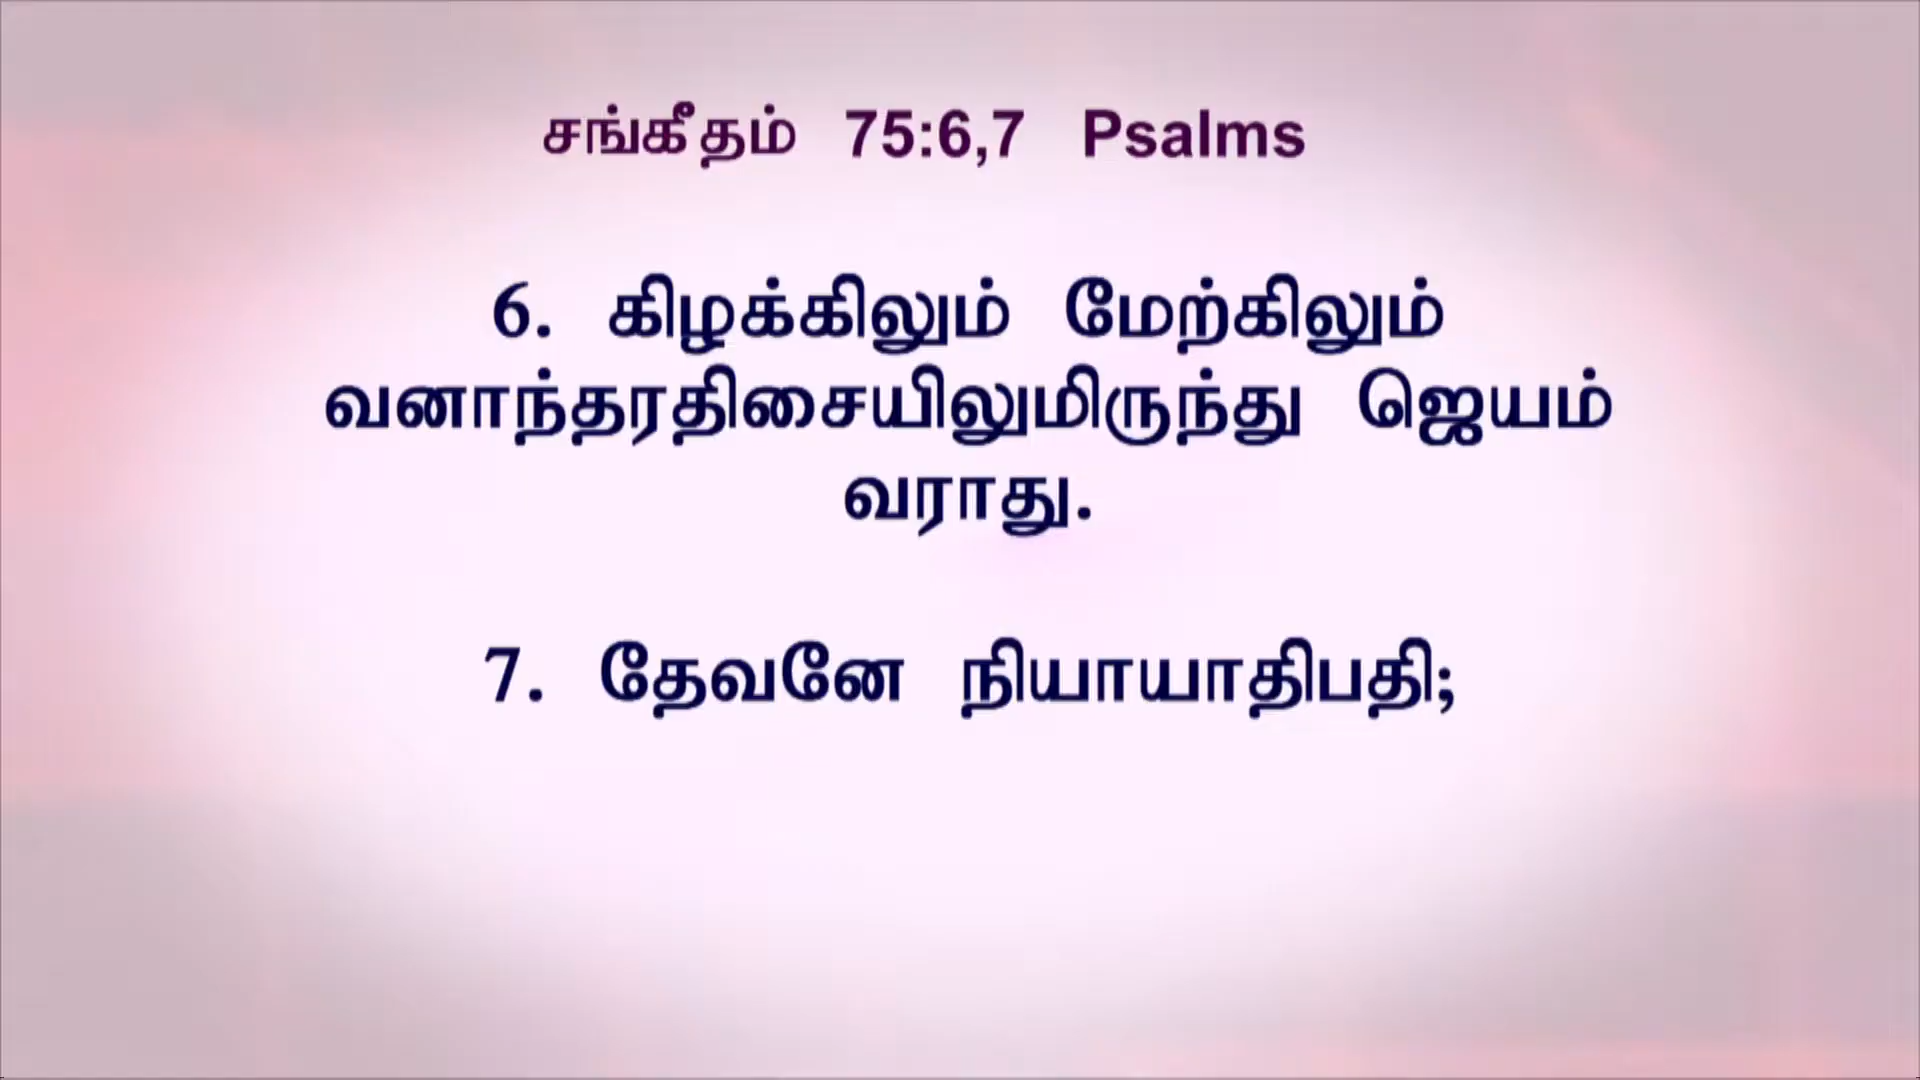 சங்கீதம் 75:6,7 Psalms
6. கிழக்கிலும் மேற்கிலும்
வனாந்தரதிசையிலுமிருந்து ஜெயம்
வராது.
7. தேவனே நியாயாதிபதி;